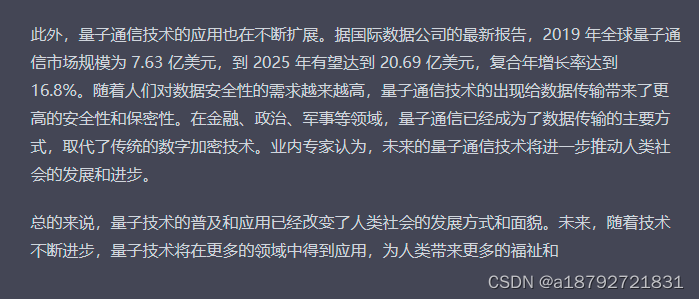 此外，量子通信技术的应用也在不断扩展。据国际数据公司的最新报告，2019 年全球量子通
信市场规模为 7.63 亿美元，到 2025 年有望达到 20.69 亿美元，复合年增长率达到
16.8%。随着人们对数据安全性的需求越来越高，量子通信技术的出现给数据传输带来了更
高的安全性和保密性。在金融、政治、军事等领域，量子通信已经成为了数据传输的主要方
式，取代了传统的数字加密技术。业内专家认为，未来的量子通信技术将进一步推动人类社
会的发展和进步。
总的来说，量子技术的普及和应用已经改变了人类社会的发展方式和面貌。未来，随着技术
不断进步，量子技术将在更多的领域中得到应用，为人类带来更多的福祉和
CSDN @a18792721831